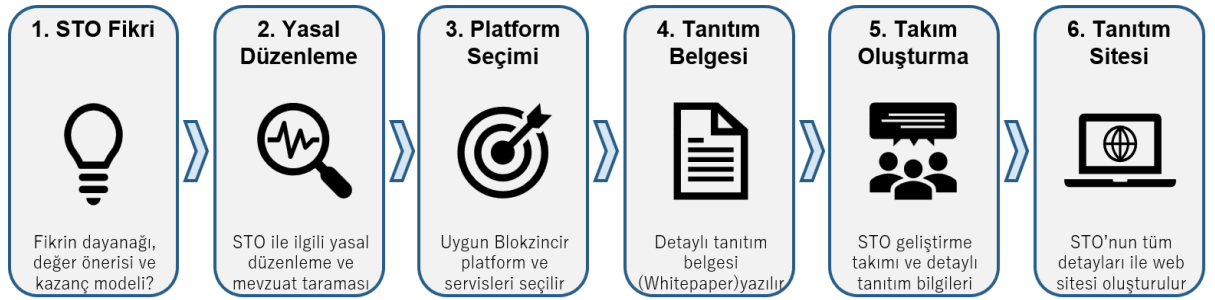 1. STO Fikri
Fikrin dayanağı,
değer önerisi ve
kazanç modeli?
2. Yasal
Düzenleme
STO ile ilgili yasal
düzenleme ve
mevzuat taraması
3. Platform
Seçimi
Uygun Blokzincir
platform ve
servisleri seçilir
4. Tanıtım
Belgesi
Detaylı tanıtım
belgesi
(Whitepaper)yazılır
5. Takım
Oluşturma
STO geliştirme
takımı ve detaylı
tanıtım bilgileri
6. Tanıtım
Sitesi
STO’nun tüm
detayları ile web
sitesi oluşturulur